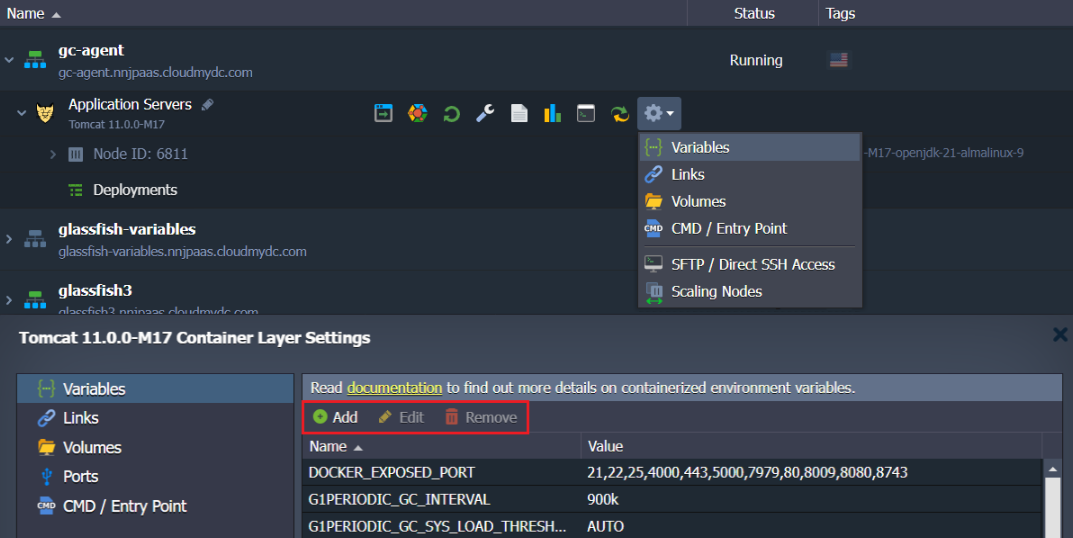 Name Status Tags
gc-agent
gc-agent.nnjpaas.cloudmydc.com
Running
Application Servers
Tomcat 11.0.0-M17
Variables
Node ID: 6811
-M17-openjdk-21-almalinux-9
Links
Deployments
Volumes
CMD CMD / Entry Point
glassfish-variables
glassfish-variables.nnjpaas.cloudmydc.com
SFTP / Direct SSH Access
Scaling Nodes
glassfish3
glassfish3.nnjpaas.cloudmydc.com
Tomcat 11.0.0-M17 Container Layer Settings
Variables
Links
Volumes
Ports
CMD CMD / Entry Point
Read documentation to find out more details on containerized environment variables.
Add Edit Remove
Name Value
DOCKER_EXPOSED_PORT 21,22,25,4000,443,5000,7979,80,8009,8080,8743
G1PERIODIC_GC_INTERVAL 900k
G1PERIODIC_GC_SYS_LOAD_THRESH... AUTO